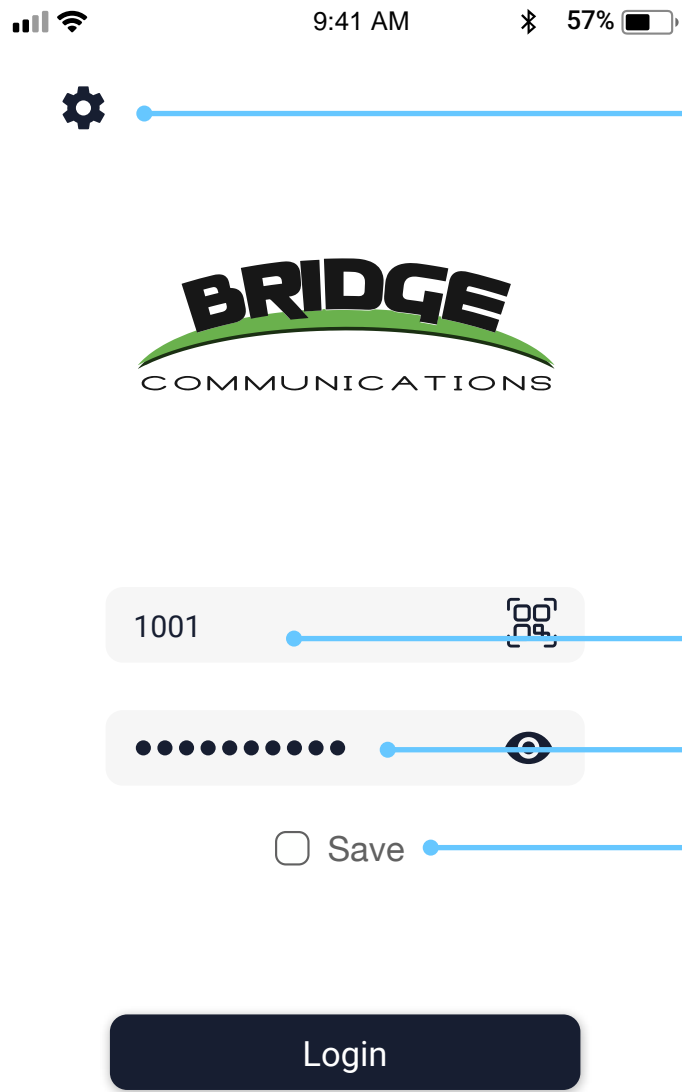 9:41 AM
57%
BRIDGE
COMMUNICATIONS
1001
●●●●●●●●●●
Save
Login